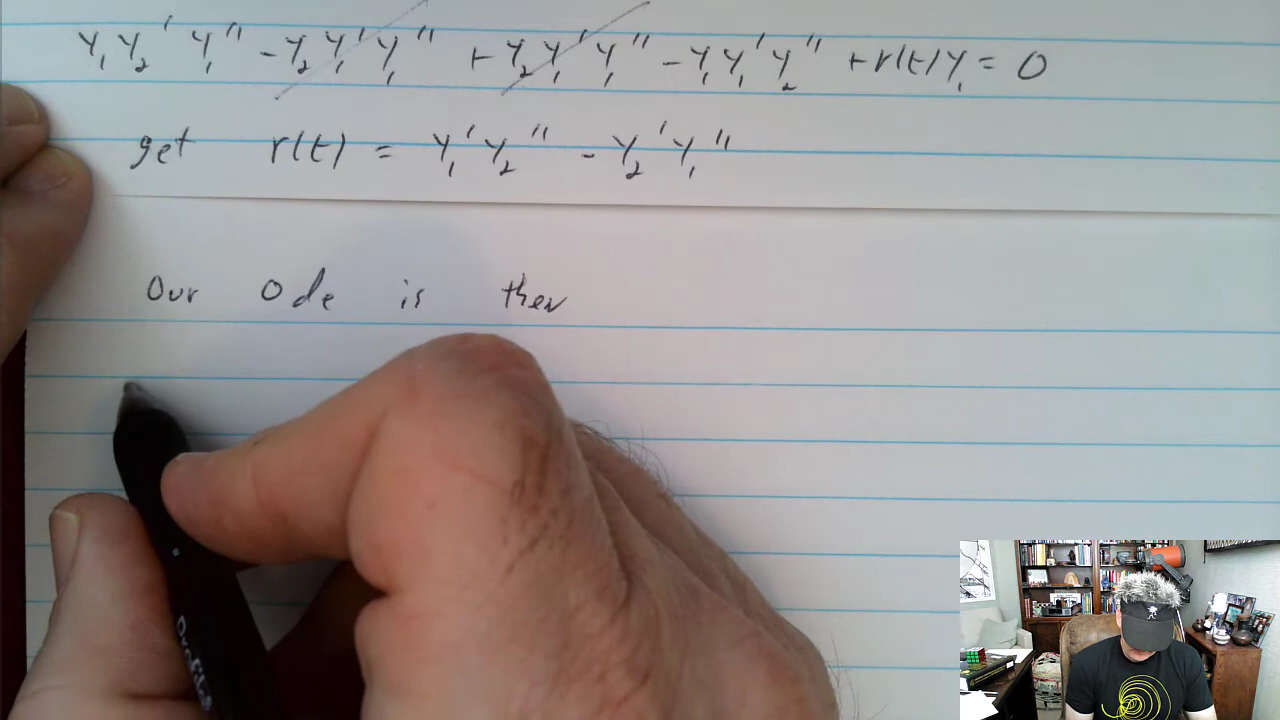 y₁y₂'y₁'' - y₂y₁'y₁'' + y₂y₁'y₁'' - y₁y₁'y₂'' + r(t)y₁ = 0
get r(t) = y₁'y₂'' - y₂'y₁''
Our Ode is then